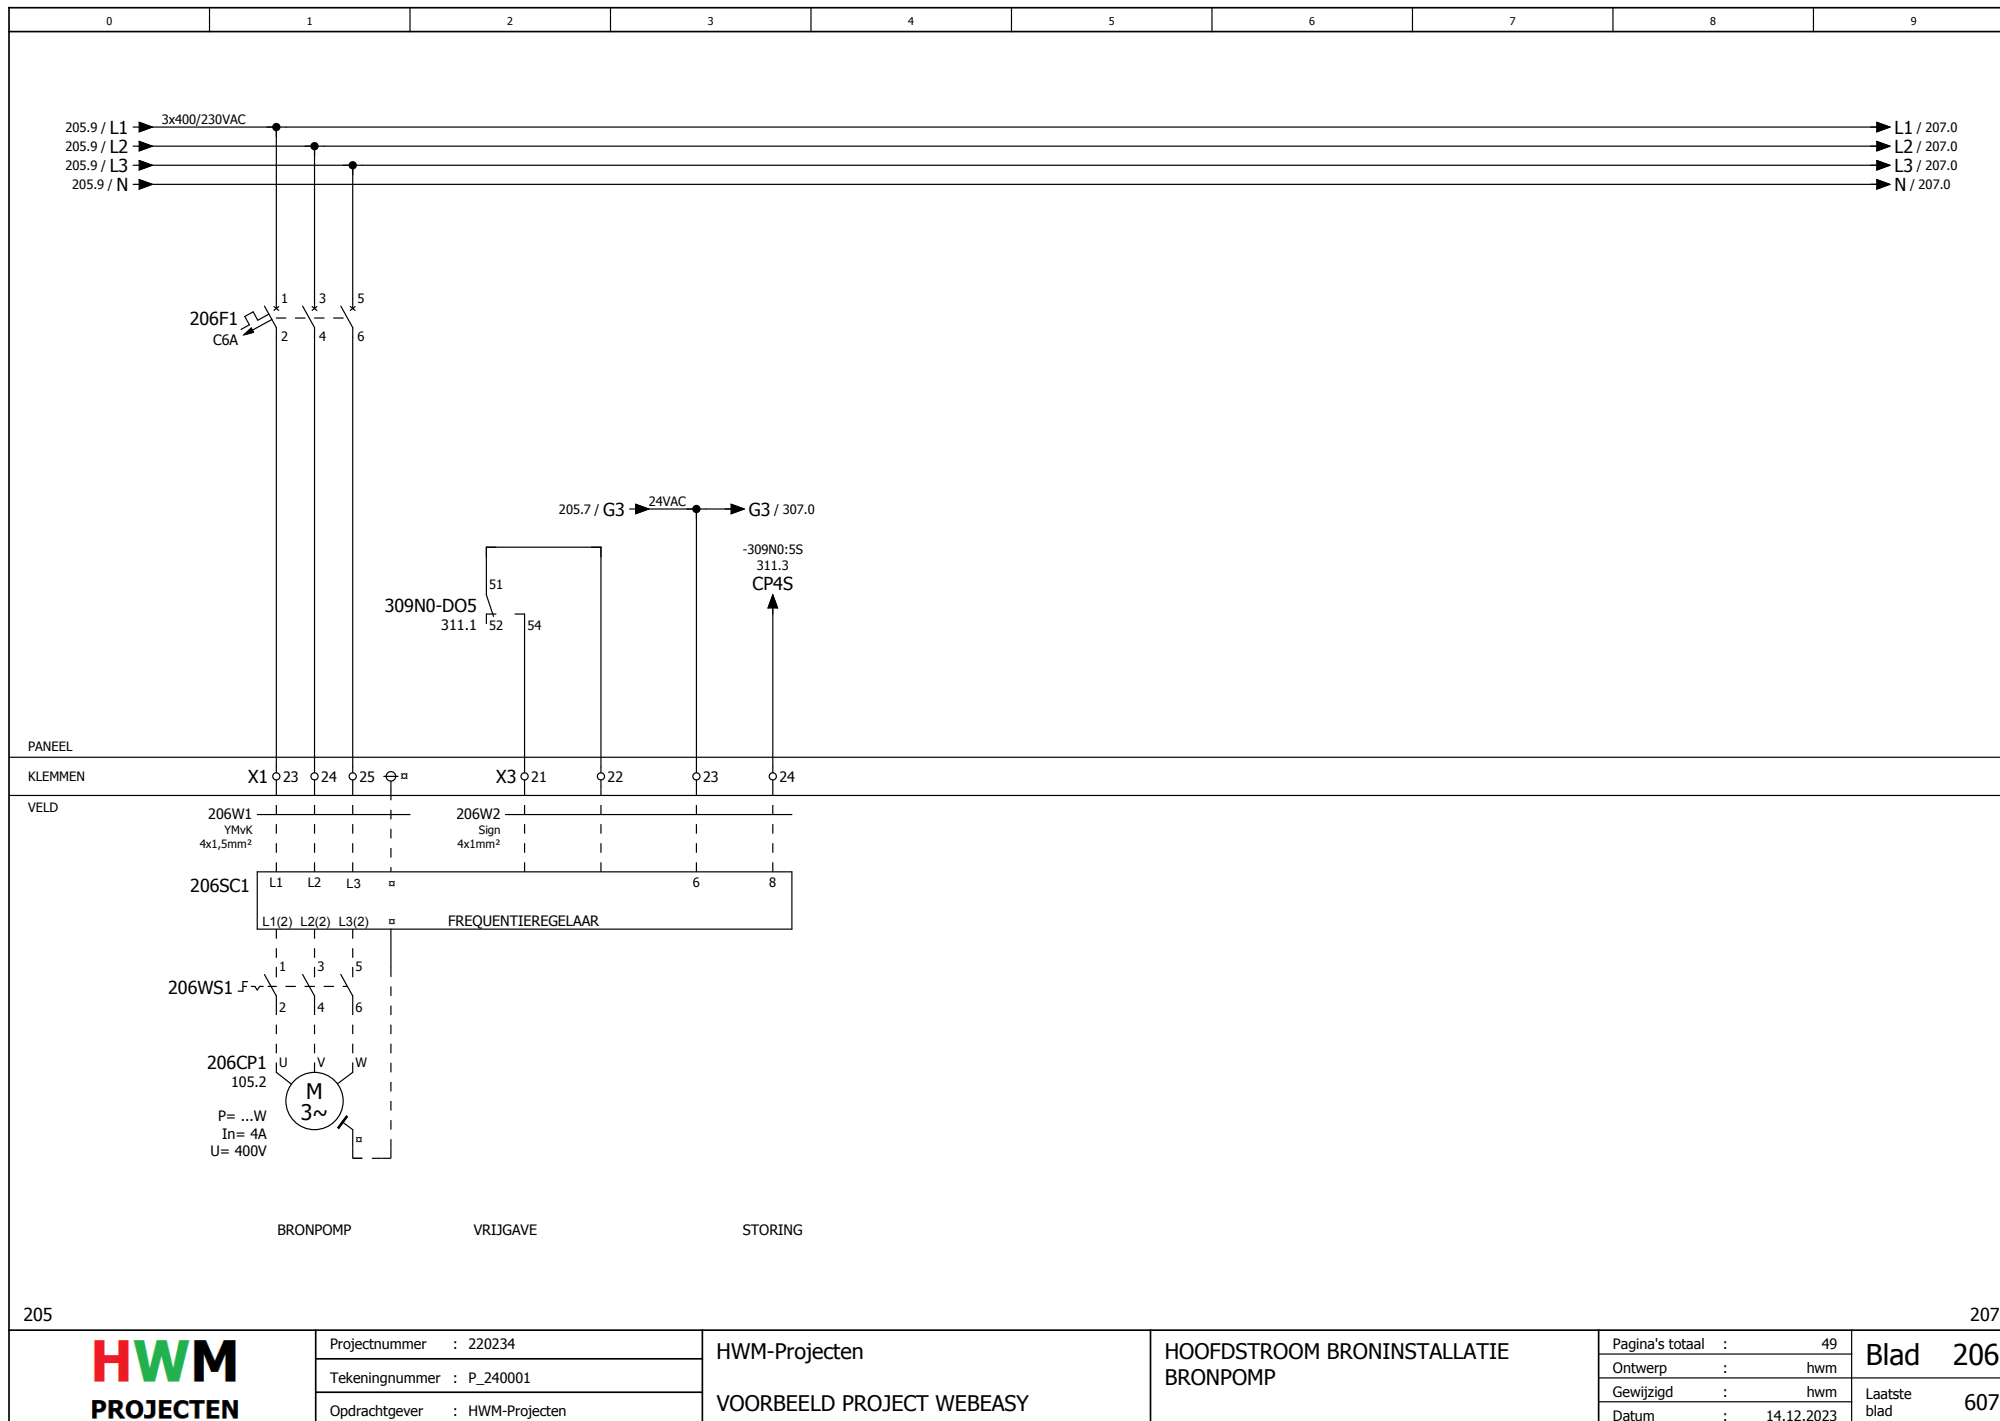 0 1 2 3 4 5 6 7 8 9
205.9 / L1 3x400/230VAC L1 / 207.0
205.9 / L2 L2 / 207.0
205.9 / L3 L3 / 207.0
205.9 / N N / 207.0
1 3 5
206F1
C6A 2 4 6
205.7 / G3 24VAC G3 / 307.0
-309N0:5S
311.3
CP4S
51
309N0-DO5
311.1 52 54
PANEEL
KLEMMEN X1 23 24 25 ¤ X3 21 22 23 24
VELD
206W1 206W2
YMvK Sign
4x1,5mm² 4x1mm²
206SC1 L1 L2 L3 ¤ 6 8
L1(2) L2(2) L3(2) ¤ FREQUENTIEREGELAAR
1 3 5
206WS1
2 4 6
206CP1 U V W
105.2
M
3~
P= ...W
In= 4A
U= 400V
¤
BRONPOMP VRIJGAVE STORING
205 207
HWM
PROJECTEN
Projectnummer : 220234
Tekeningnummer : P_240001
Opdrachtgever : HWM-Projecten
HWM-Projecten
VOORBEELD PROJECT WEBEASY
HOOFDSTROOM BRONINSTALLATIE
BRONPOMP
Pagina's totaal : 49
Ontwerp : hwm
Gewijzigd : hwm
Datum : 14.12.2023
Blad 206
Laatste blad 607